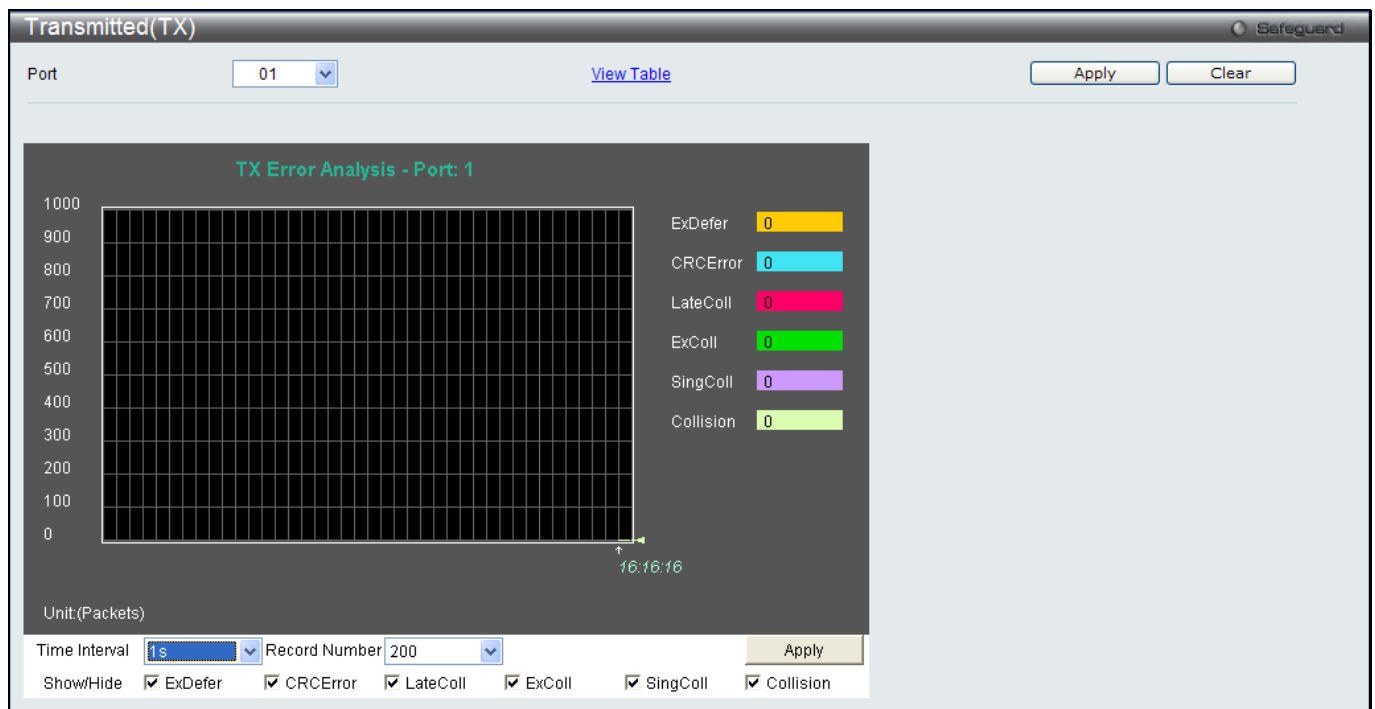 Transmitted(TX)
Safeguard
Port 01 View Table Apply Clear
TX Error Analysis - Port: 1
1000
900
800
700
600
500
400
300
200
100
0
ExDefer 0
CRCError 0
LateColl 0
ExColl 0
SingColl 0
Collision 0
16:16:16
Unit:(Packets)
Time Interval 1s Record Number 200 Apply
Show/Hide ExDefer CRCError LateColl ExColl SingColl Collision